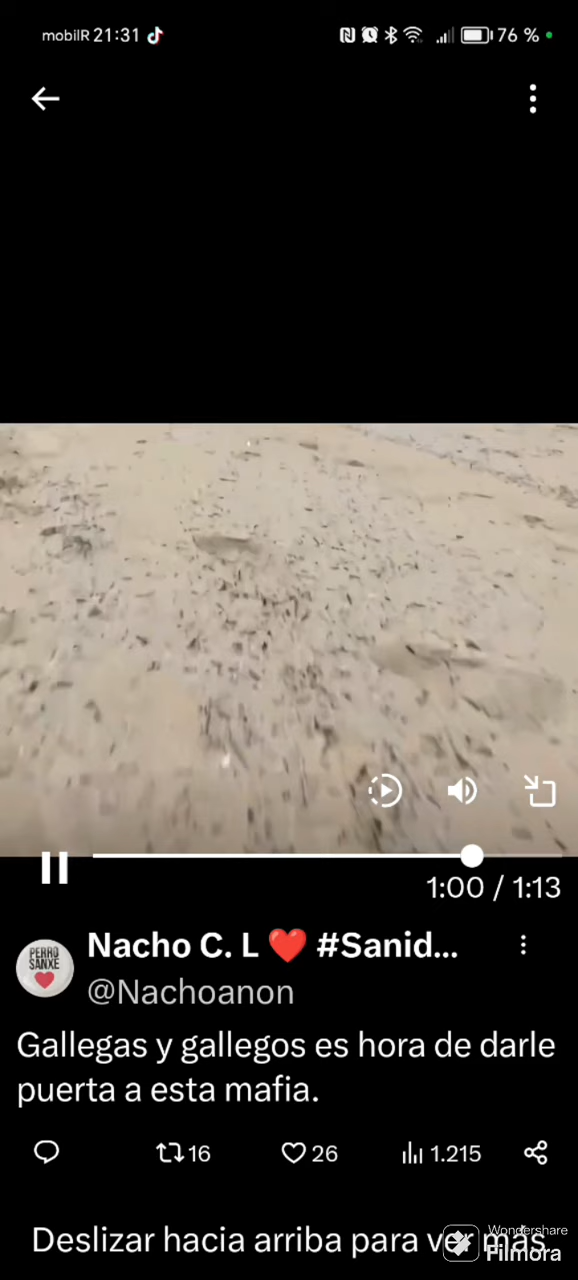 mobilR 21:31
76 %
1:00 / 1:13
PERRO
SANXE
Nacho C. L ❤️ #Sanid...
@Nachoanon
Gallegas y gallegos es hora de darle
puerta a esta mafia.
16 26 1.215
Deslizar hacia arriba para ver más
Wondershare
Filmora